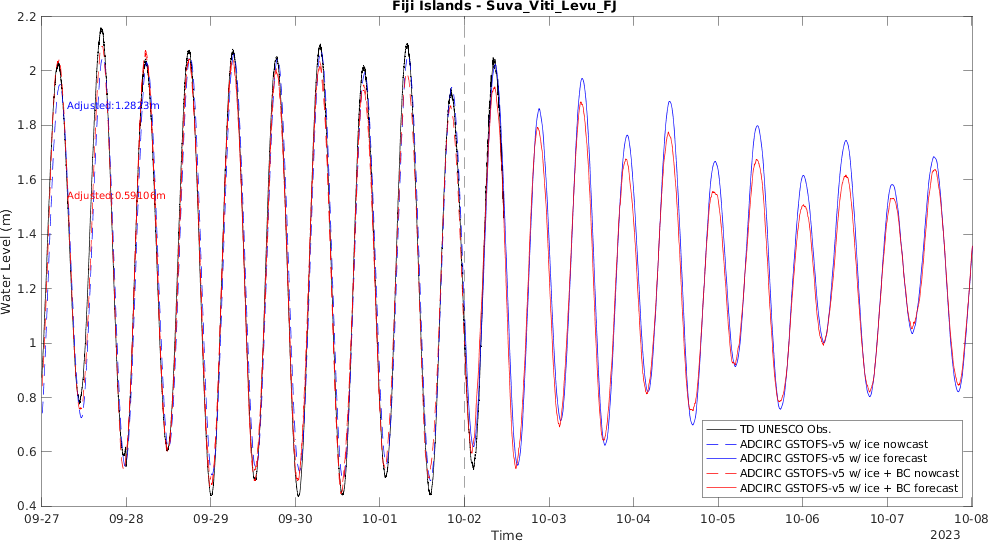 Fiji Islands - Suva_Viti_Levu_FJ
2.2
2
1.8
1.6
1.4
1.2
1
0.8
0.6
0.4
Water Level (m)
Adjusted:1.2823m
Adjusted:0.59106m
TD UNESCO Obs.
ADCIRC GSTOFS-v5 w/ ice nowcast
ADCIRC GSTOFS-v5 w/ ice forecast
ADCIRC GSTOFS-v5 w/ ice + BC nowcast
ADCIRC GSTOFS-v5 w/ ice + BC forecast
09-27 09-28 09-29 09-30 10-01 10-02 10-03 10-04 10-05 10-06 10-07 10-08
Time
2023